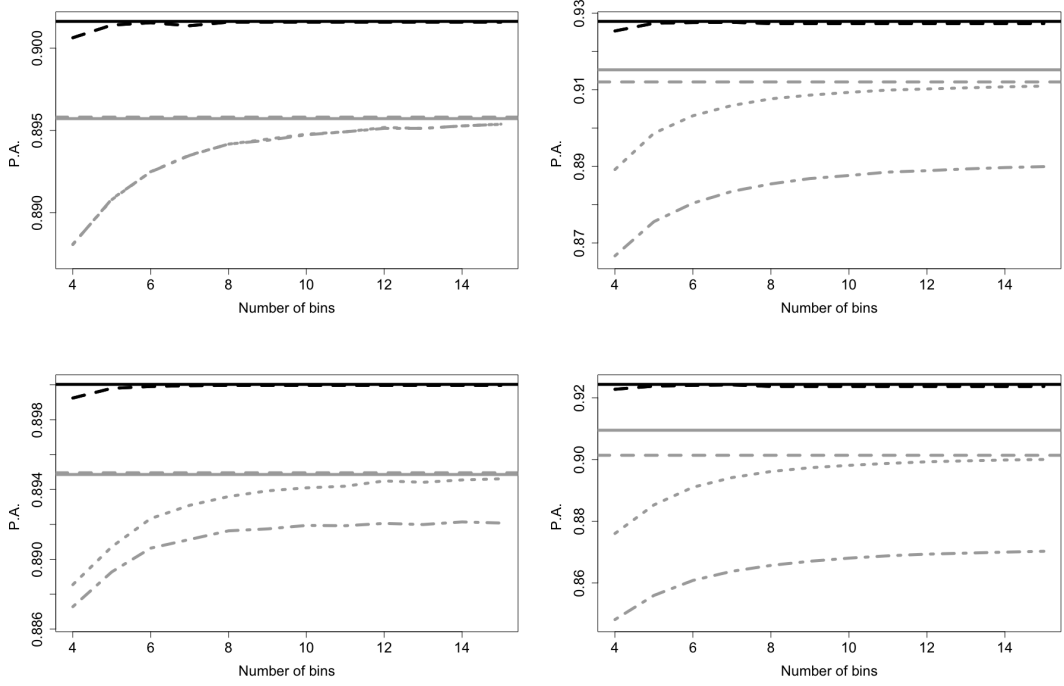 P.A.
0.900
0.895
0.890
4 6 8 10 12 14
Number of bins
P.A.
0.93
0.91
0.89
0.87
4 6 8 10 12 14
Number of bins
P.A.
0.898
0.894
0.890
0.886
4 6 8 10 12 14
Number of bins
P.A.
0.92
0.90
0.88
0.86
4 6 8 10 12 14
Number of bins